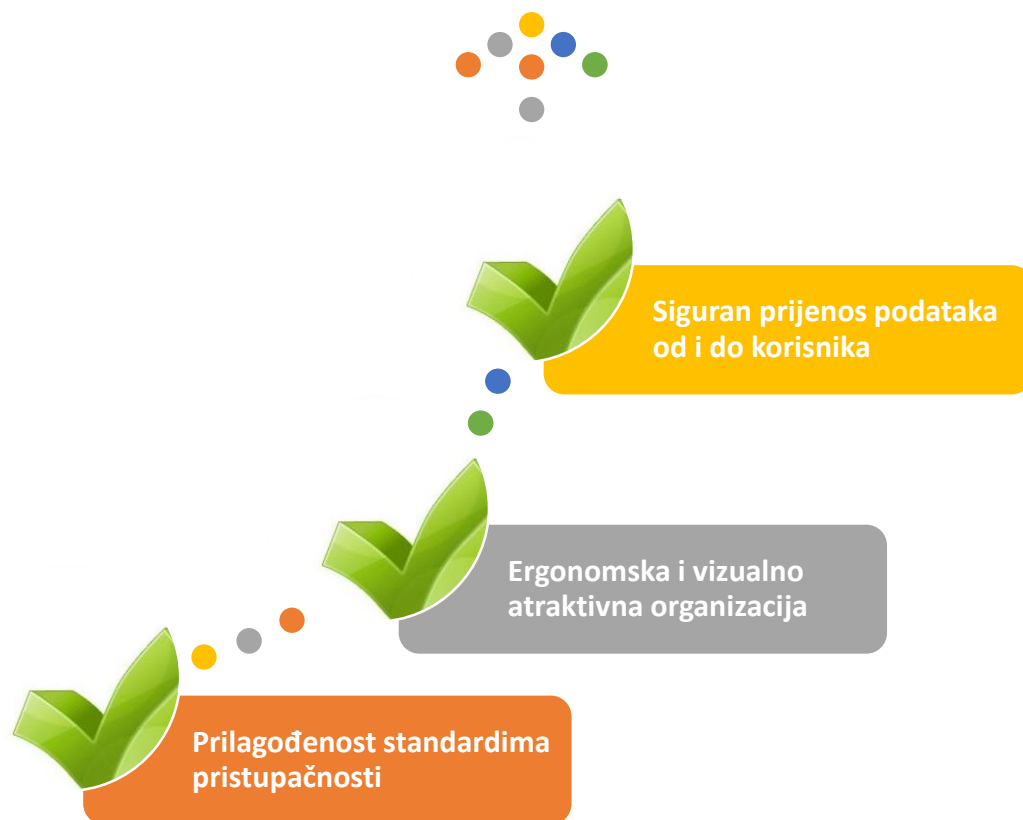 Siguran prijenos podataka
od i do korisnika
Ergonomska i vizualno
atraktivna organizacija
Prilagođenost standardima
pristupačnosti